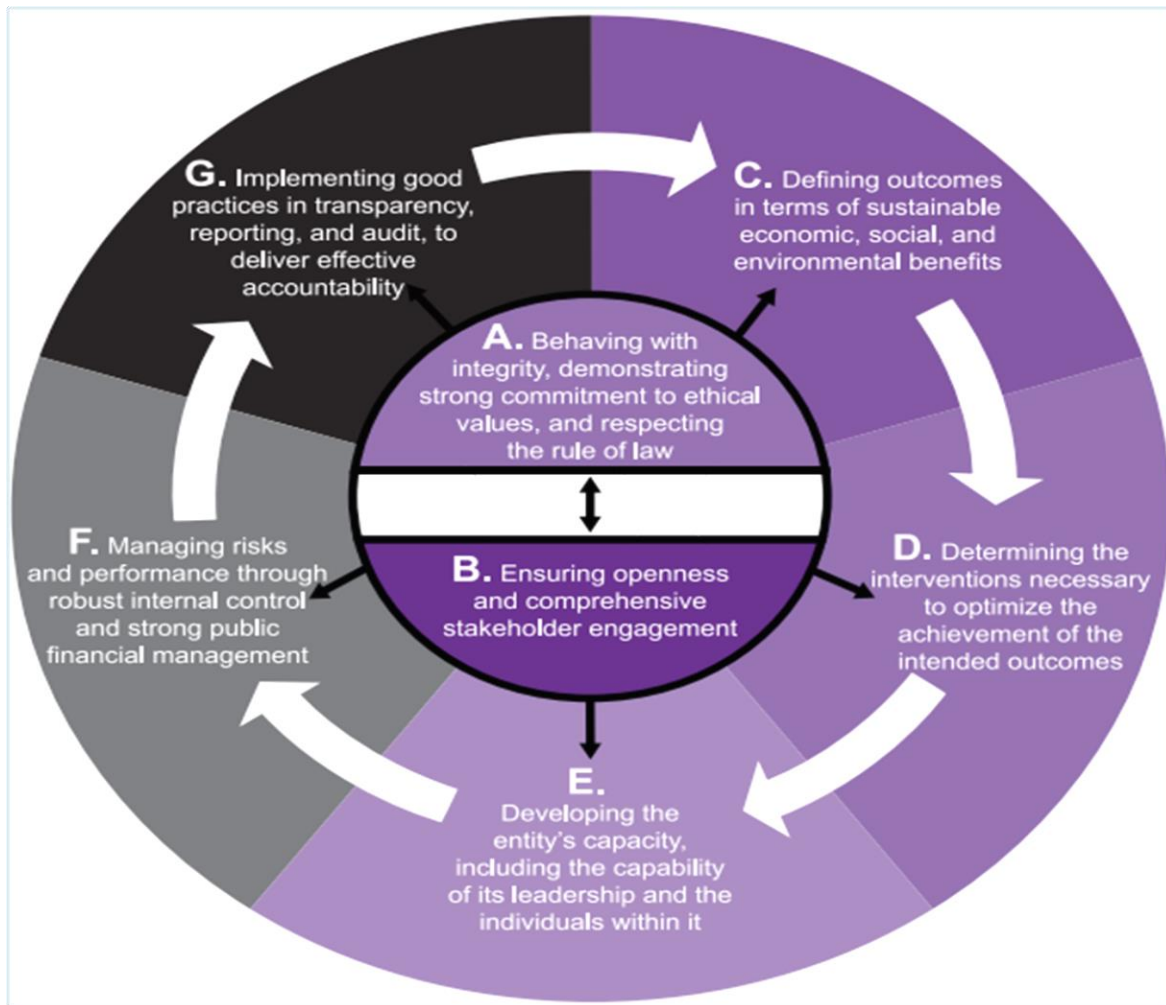 G. Implementing good
practices in transparency,
reporting, and audit, to
deliver effective
accountability
C. Defining outcomes
in terms of sustainable
economic, social, and
environmental benefits
A. Behaving with
integrity, demonstrating
strong commitment to ethical
values, and respecting
the rule of law
F. Managing risks
and performance through
robust internal control
and strong public
financial management
B. Ensuring openness
and comprehensive
stakeholder engagement
D. Determining the
interventions necessary
to optimize the
achievement of the
intended outcomes
E.
Developing the
entity's capacity,
including the capability
of its leadership and the
individuals within it